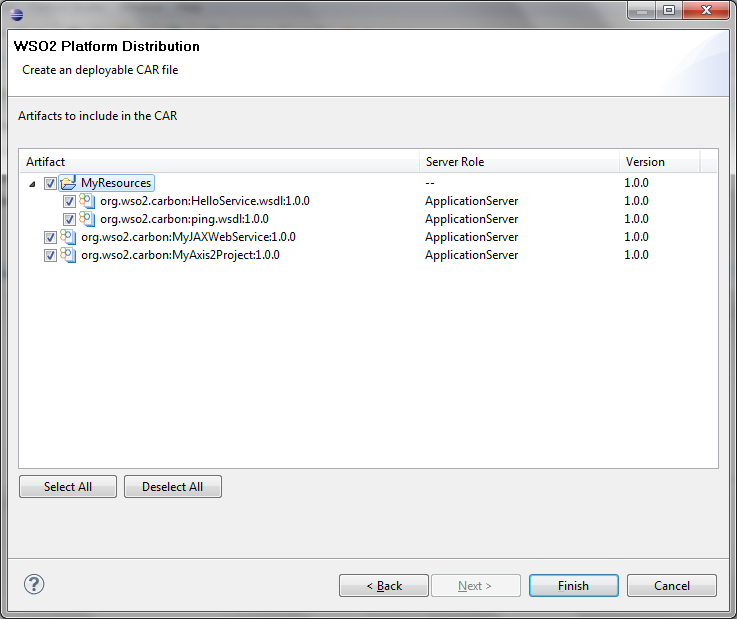 WSO2 Platform Distribution
Create an deployable CAR file
Artifacts to include in the CAR
Artifact Server Role Version
MyResources -- 1.0.0
org.wso2.carbon:HelloService.wsdl:1.0.0 ApplicationServer 1.0.0
org.wso2.carbon:ping.wsdl:1.0.0 ApplicationServer 1.0.0
org.wso2.carbon:MyJAXWebService:1.0.0 ApplicationServer 1.0.0
org.wso2.carbon:MyAxis2Project:1.0.0 ApplicationServer 1.0.0
Select All Deselect All
? < Back Next > Finish Cancel